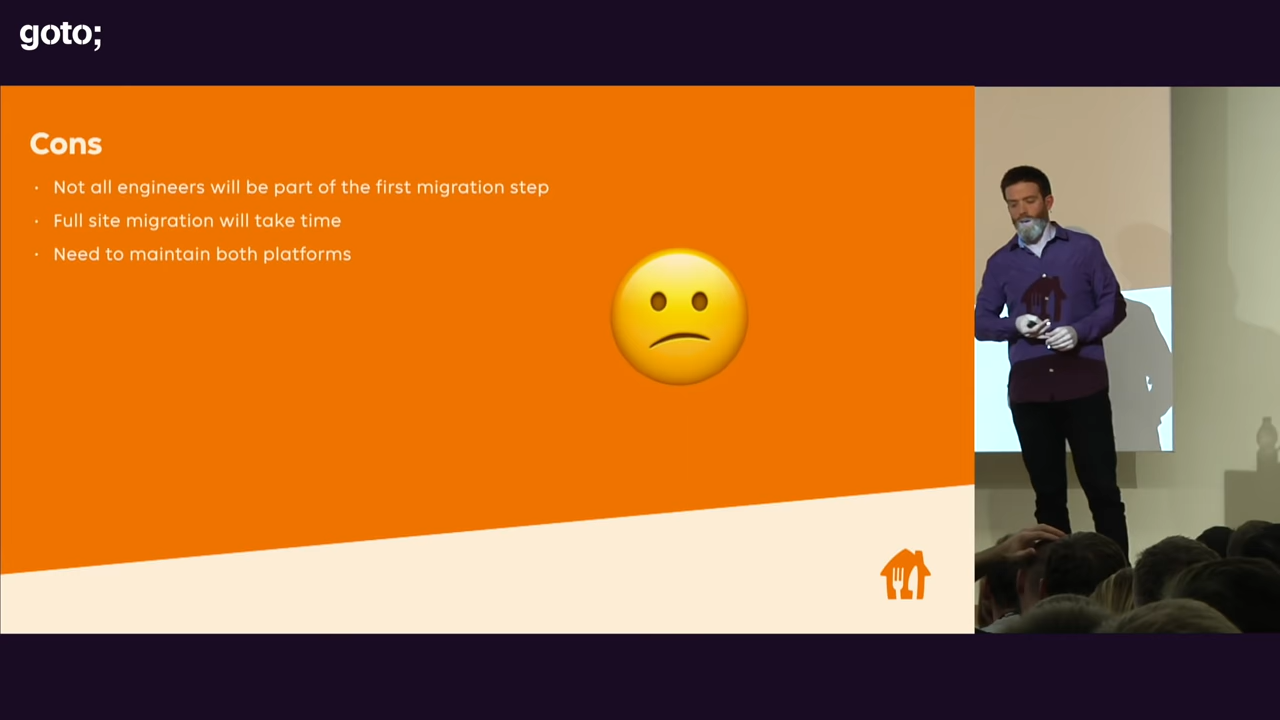 goto;
Cons
· Not all engineers will be part of the first migration step
· Full site migration will take time
· Need to maintain both platforms